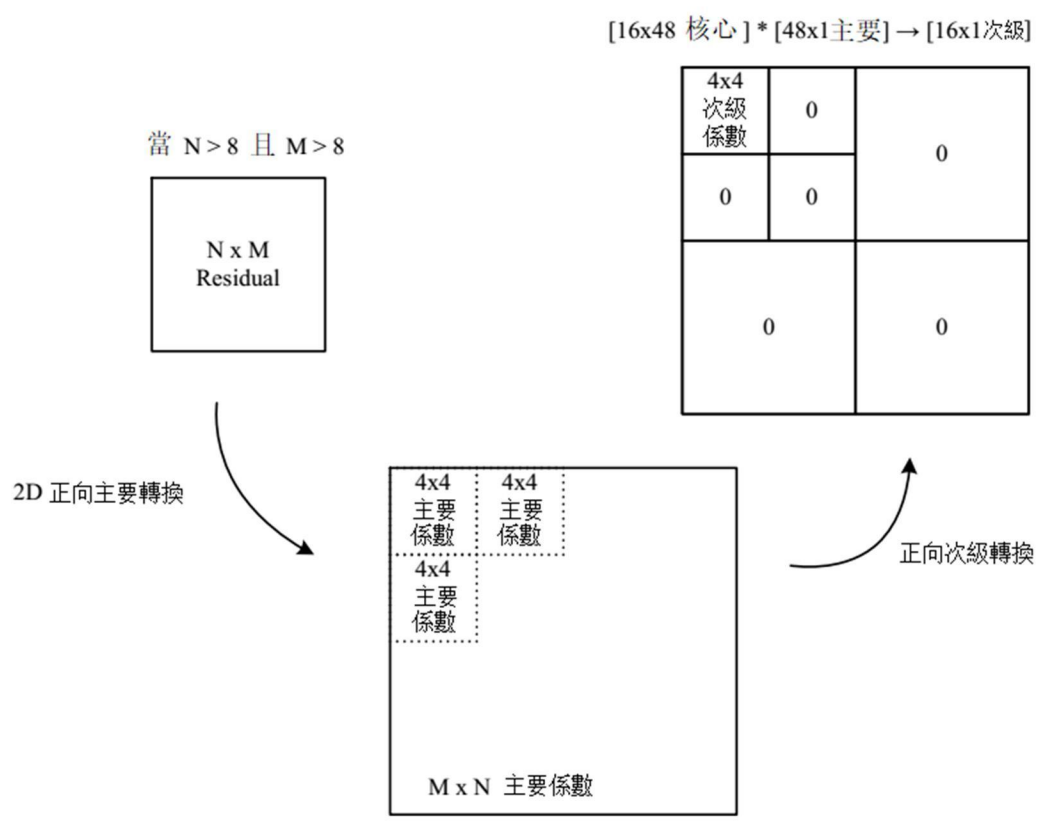 [16x48 核心] * [48x1主要] → [16x1次級]
4x4
次級
係數
0
0
0
0
0
0
當 N > 8 且 M > 8
N x M
Residual
2D 正向主要轉換
4x4
主要
係數
4x4
主要
係數
4x4
主要
係數
M x N 主要係數
正向次級轉換